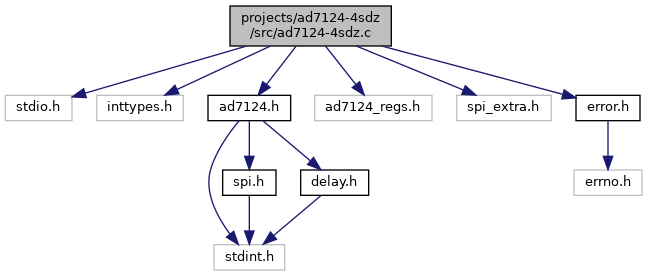 projects/ad7124-4sdz
/src/ad7124-4sdz.c
stdio.h
inttypes.h
ad7124.h
ad7124_regs.h
spi_extra.h
error.h
spi.h
delay.h
errno.h
stdint.h